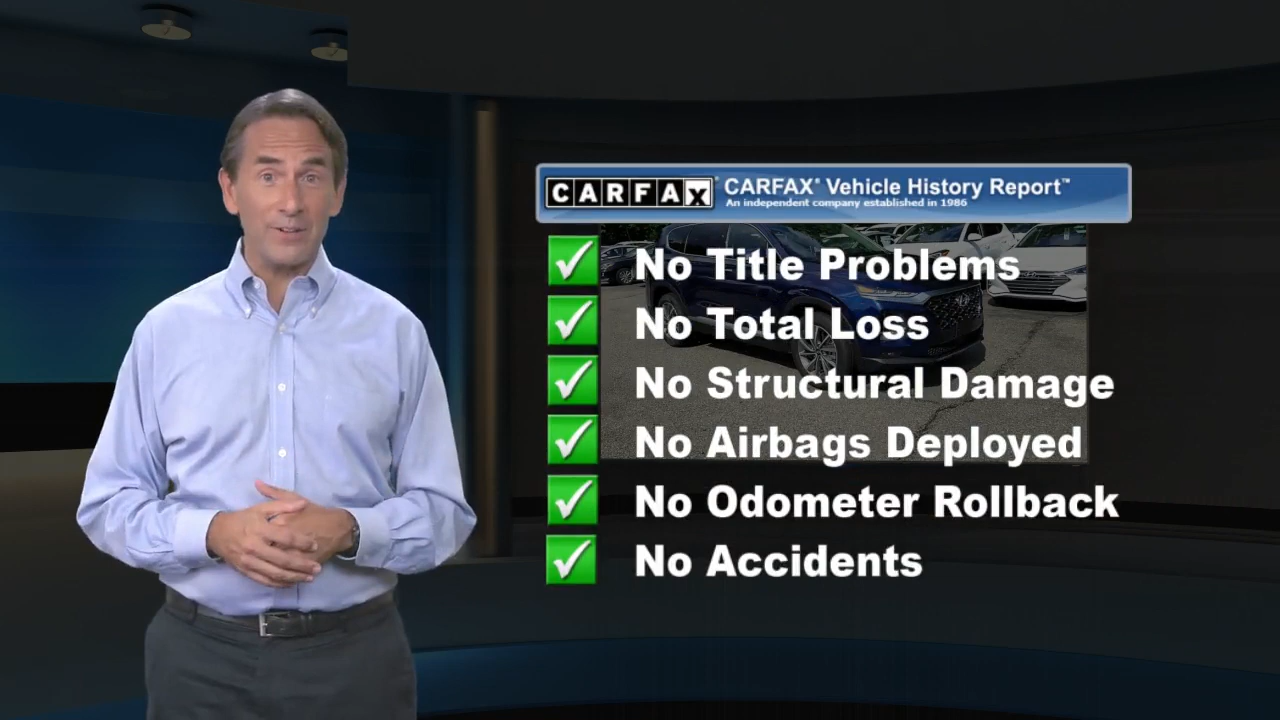 CARFAX
CARFAX® Vehicle History Report™
An independent company established in 1986
No Title Problems
No Total Loss
No Structural Damage
No Airbags Deployed
No Odometer Rollback
No Accidents